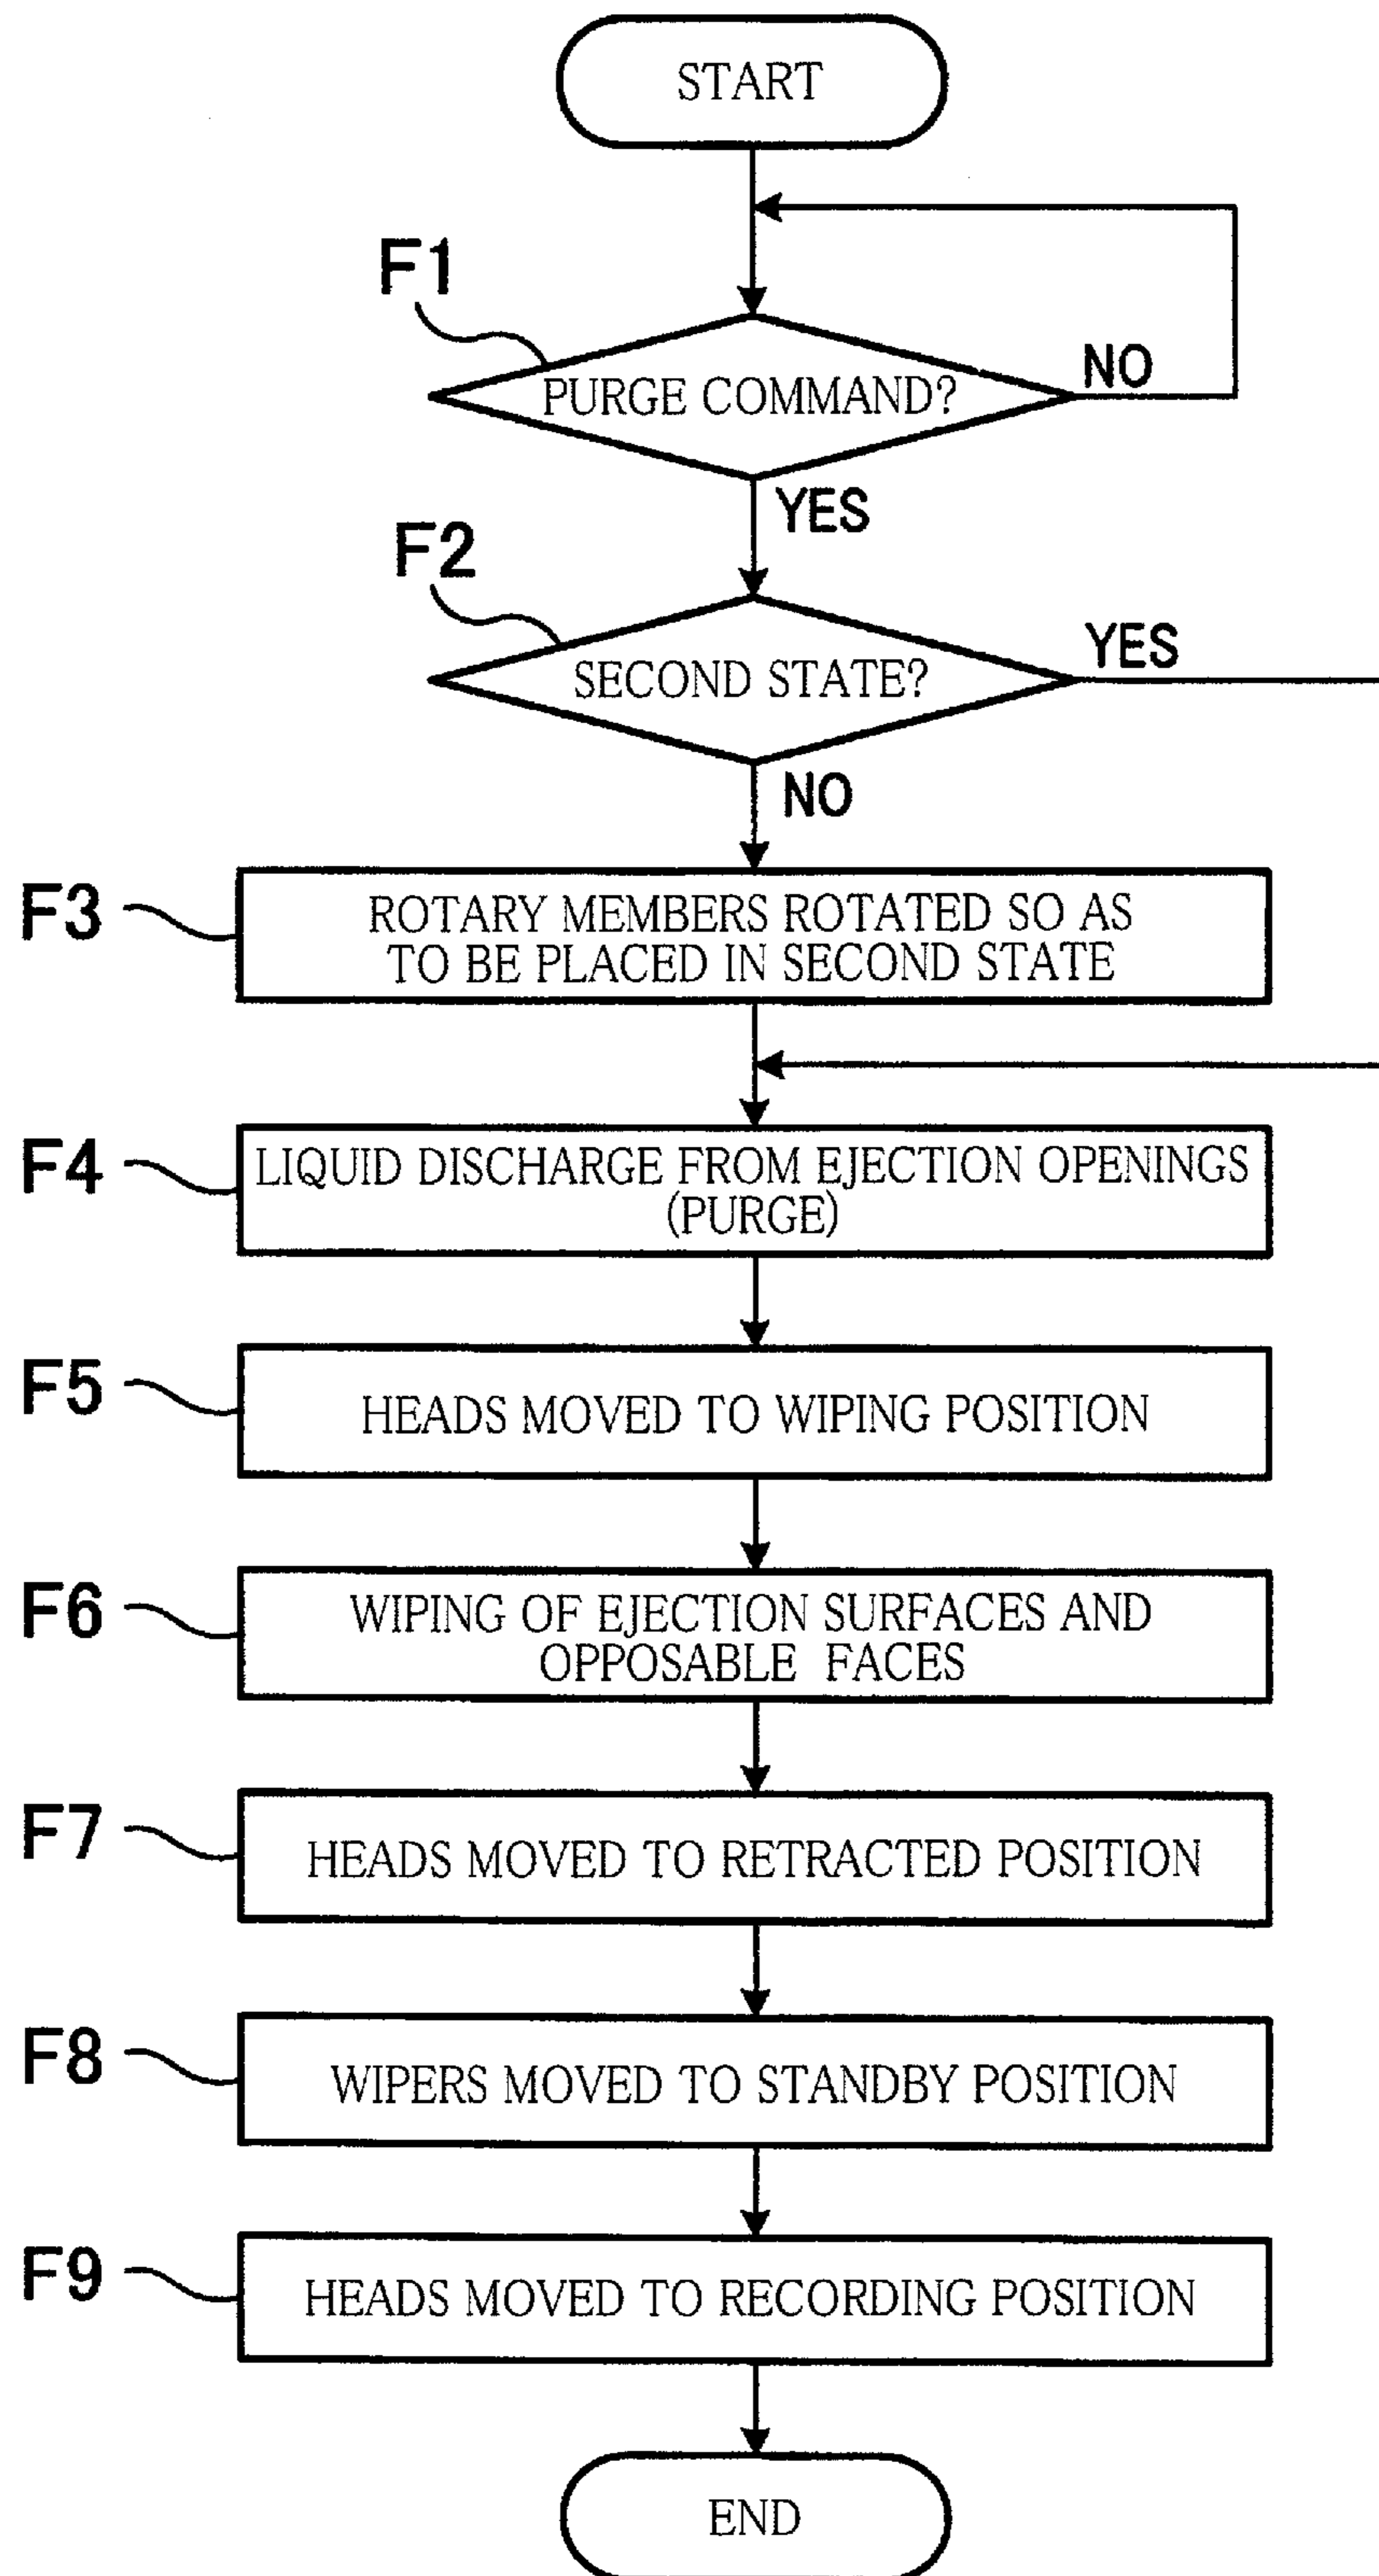 START
F1
PURGE COMMAND?
NO
YES
F2
SECOND STATE?
YES
NO
F3
ROTARY MEMBERS ROTATED SO AS
TO BE PLACED IN SECOND STATE
F4
LIQUID DISCHARGE FROM EJECTION OPENINGS
(PURGE)
F5
HEADS MOVED TO WIPING POSITION
F6
WIPING OF EJECTION SURFACES AND
OPPOSABLE FACES
F7
HEADS MOVED TO RETRACTED POSITION
F8
WIPERS MOVED TO STANDBY POSITION
F9
HEADS MOVED TO RECORDING POSITION
END